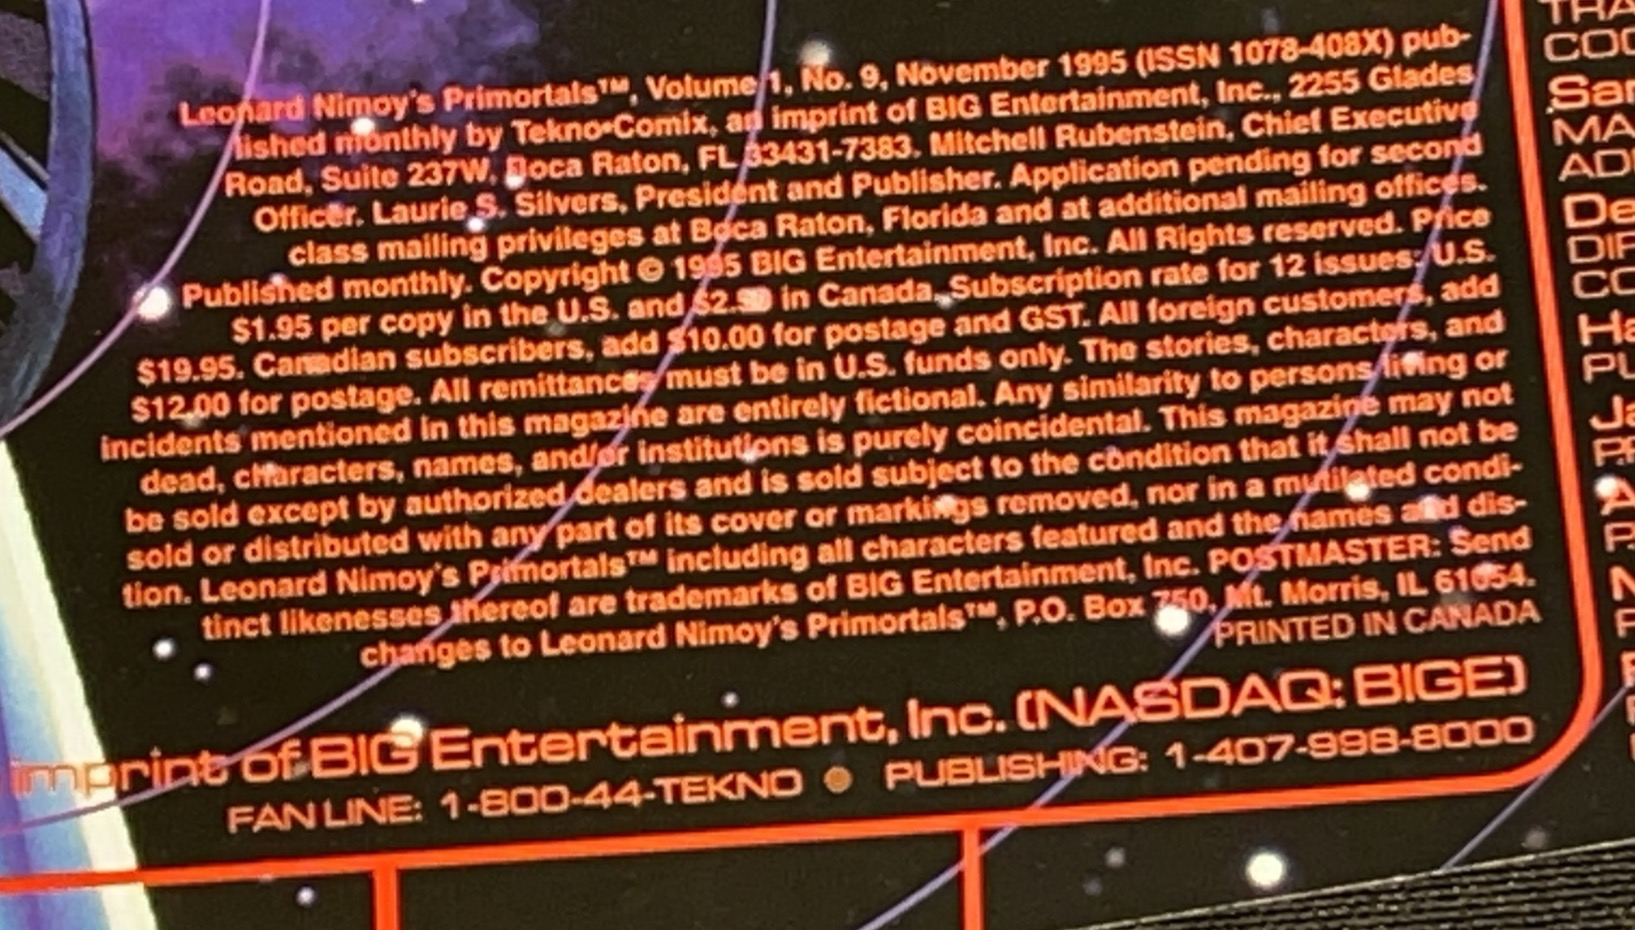 Leonard Nimoy's Primortals™, Volume 1, No. 9, November 1995 (ISSN 1078-408X) pub-
lished monthly by Tekno•Comix, an imprint of BIG Entertainment, Inc., 2255 Glades
Road, Suite 237W, Boca Raton, FL 33431-7383. Mitchell Rubenstein, Chief Executive
Officer. Laurie S. Silvers, President and Publisher. Application pending for second
class mailing privileges at Boca Raton, Florida and at additional mailing offices.
Published monthly. Copyright © 1995 BIG Entertainment, Inc. All Rights reserved. Price
$1.95 per copy in the U.S. and $2.50 in Canada. Subscription rate for 12 issues: U.S.
$19.95. Canadian subscribers, add $10.00 for postage and GST. All foreign customers, add
$12.00 for postage. All remittances must be in U.S. funds only. The stories, characters, and
incidents mentioned in this magazine are entirely fictional. Any similarity to persons living or
dead, characters, names, and/or institutions is purely coincidental. This magazine may not
be sold except by authorized dealers and is sold subject to the condition that it shall not be
sold or distributed with any part of its cover or markings removed, nor in a mutilated condi-
tion. Leonard Nimoy's Primortals™ including all characters featured and the names and dis-
tinct likenesses thereof are trademarks of BIG Entertainment, Inc. POSTMASTER: Send
changes to Leonard Nimoy's Primortals™, P.O. Box 750, Mt. Morris, IL 61054.
PRINTED IN CANADA
imprint of BIG Entertainment, Inc. (NASDAQ: BIGE)
FAN LINE: 1-800-44-TEKNO • PUBLISHING: 1-407-998-8000